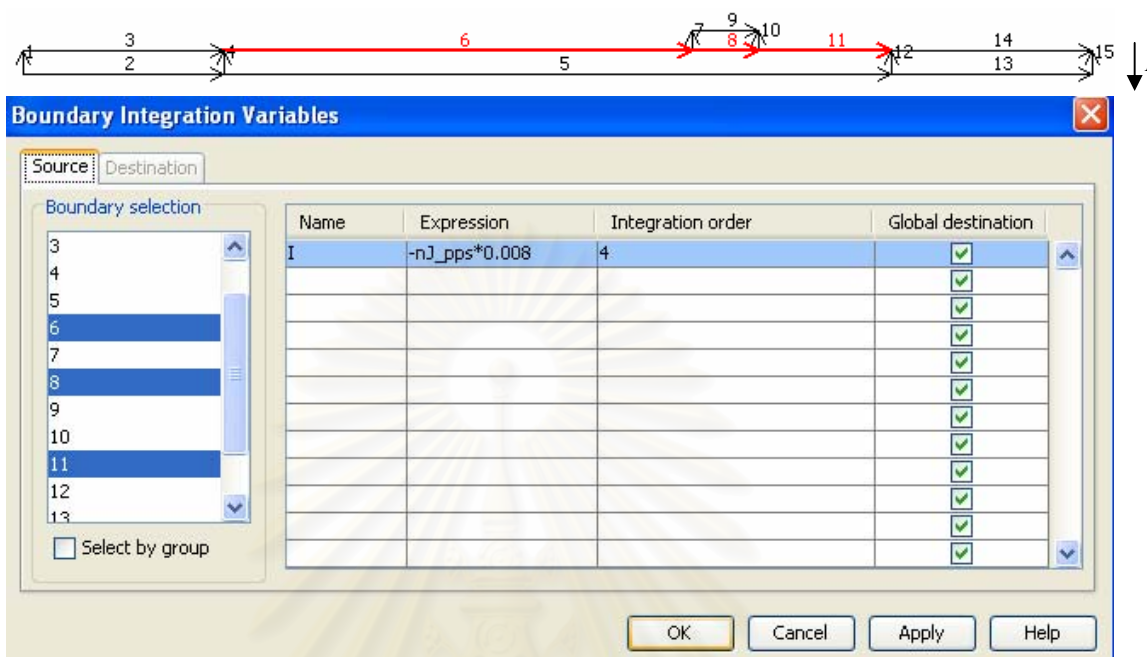 9
7 10
3 6 8 11 14
1 4 12 15
2 5 13
Boundary Integration Variables
Source Destination
Boundary selection
Name Expression Integration order Global destination
I -nJ_pps*0.008 4
3
4
5
6
7
8
9
10
11
12
13
Select by group
OK Cancel Apply Help